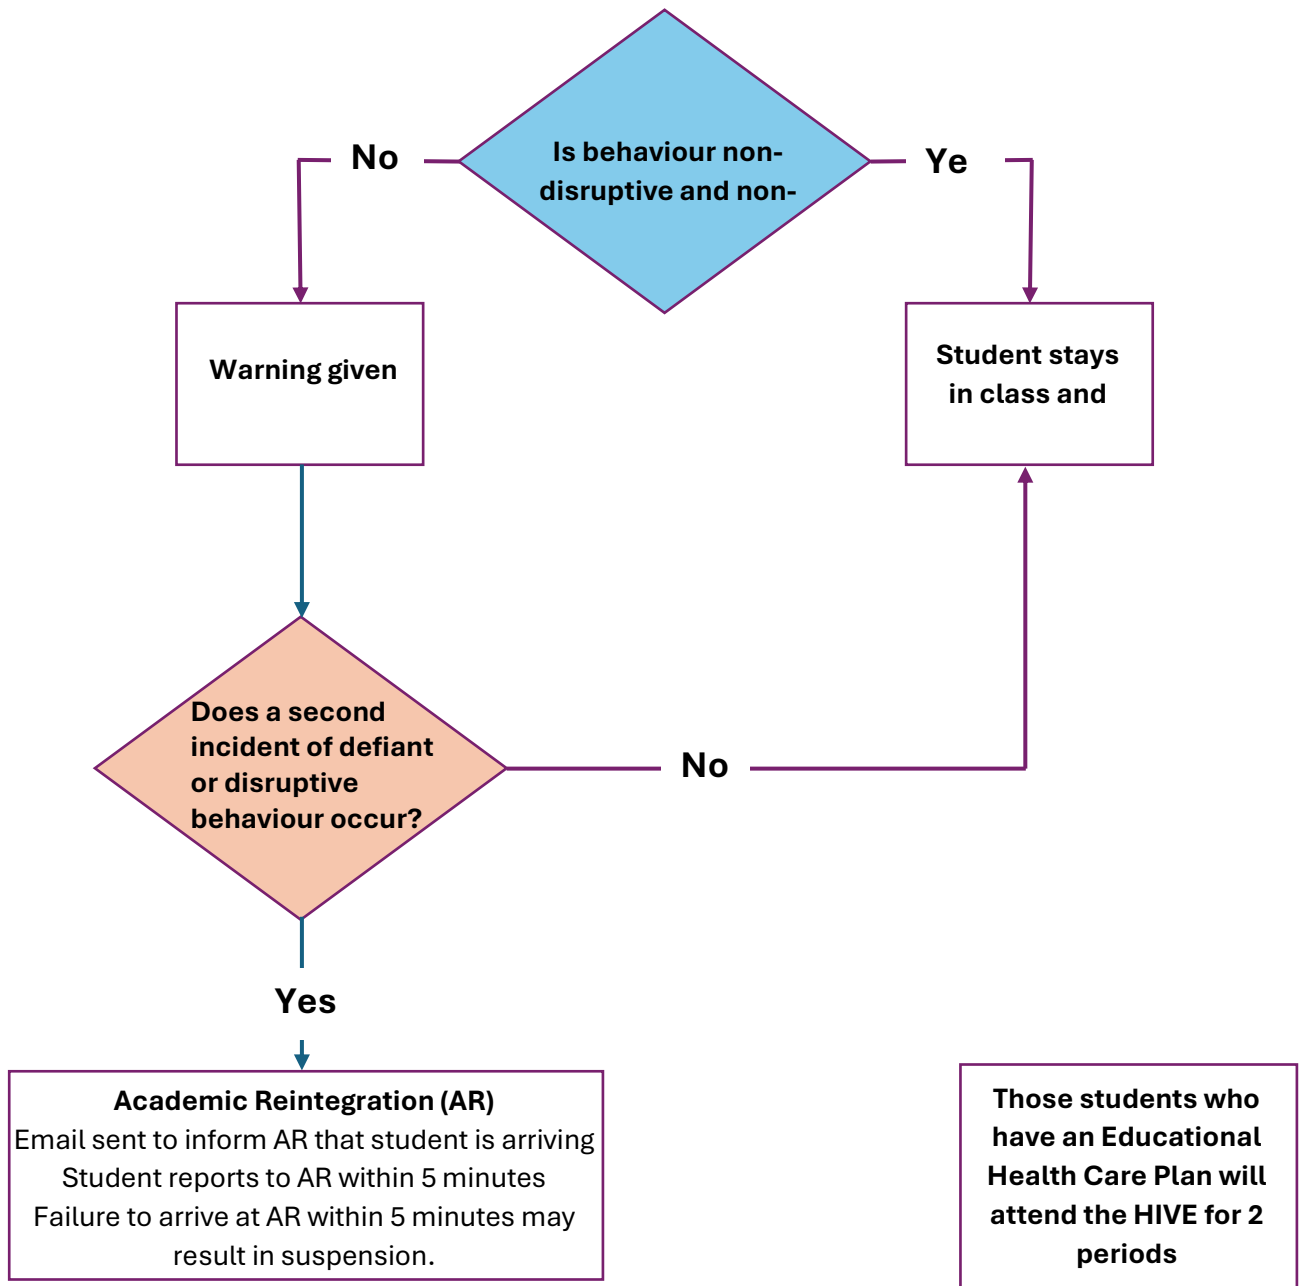 Is behaviour non-
disruptive and non-
No
Ye
Warning given
Student stays
in class and
Does a second
incident of defiant
or disruptive
behaviour occur?
No
Yes
Academic Reintegration (AR)
Email sent to inform AR that student is arriving
Student reports to AR within 5 minutes
Failure to arrive at AR within 5 minutes may
result in suspension.
Those students who
have an Educational
Health Care Plan will
attend the HIVE for 2
periods